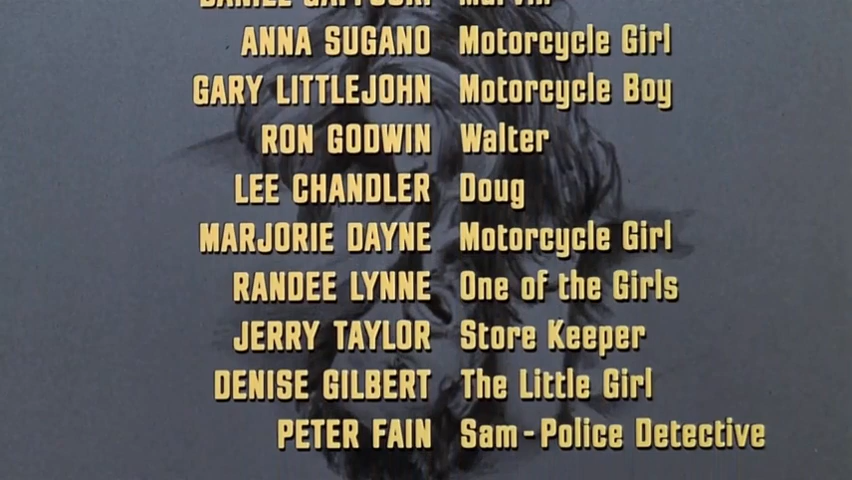 ANNA SUGANO Motorcycle Girl
GARY LITTLEJOHN Motorcycle Boy
RON GODWIN Walter
LEE CHANDLER Doug
MARJORIE DAYNE Motorcycle Girl
RANDEE LYNNE One of the Girls
JERRY TAYLOR Store Keeper
DENISE GILBERT The Little Girl
PETER FAIN Sam-Police Detective